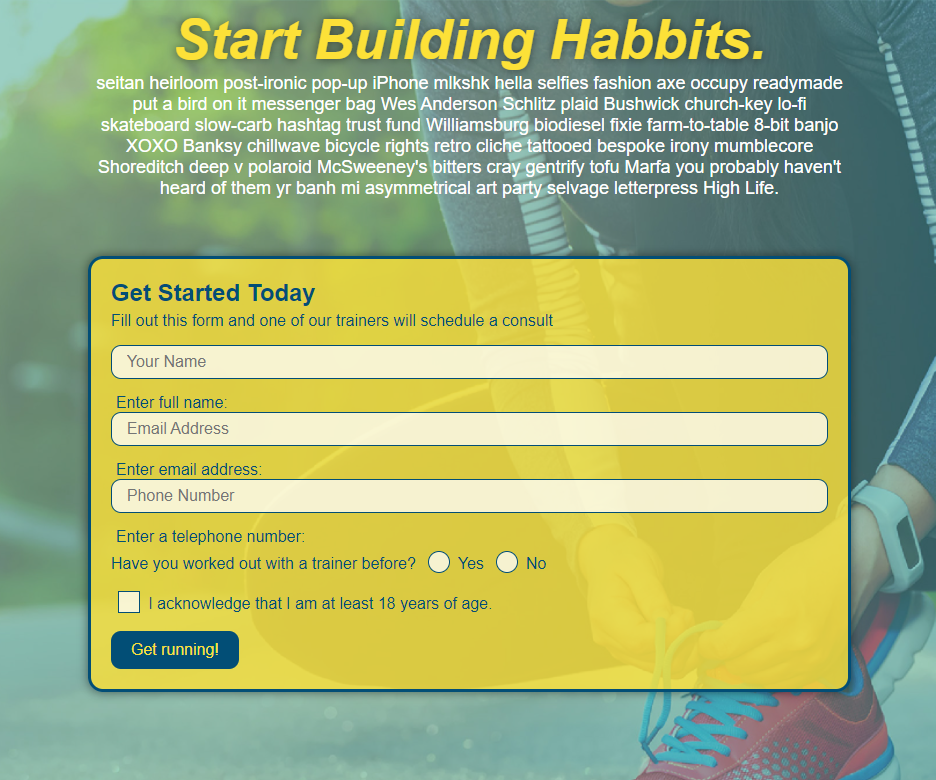 Start Building Habbits.
seitan heirloom post-ironic pop-up iPhone mlkshk hella selfies fashion axe occupy readymade
put a bird on it messenger bag Wes Anderson Schlitz plaid Bushwick church-key lo-fi
skateboard slow-carb hashtag trust fund Williamsburg biodiesel fixie farm-to-table 8-bit banjo
XOXO Banksy chillwave bicycle rights retro cliche tattooed bespoke irony mumblecore
Shoreditch deep v polaroid McSweeney's bitters cray gentrify tofu Marfa you probably haven't
heard of them yr banh mi asymmetrical art party selvage letterpress High Life.
Get Started Today
Fill out this form and one of our trainers will schedule a consult
Your Name
Enter full name:
Email Address
Enter email address:
Phone Number
Enter a telephone number:
Have you worked out with a trainer before? Yes No
I acknowledge that I am at least 18 years of age.
Get running!